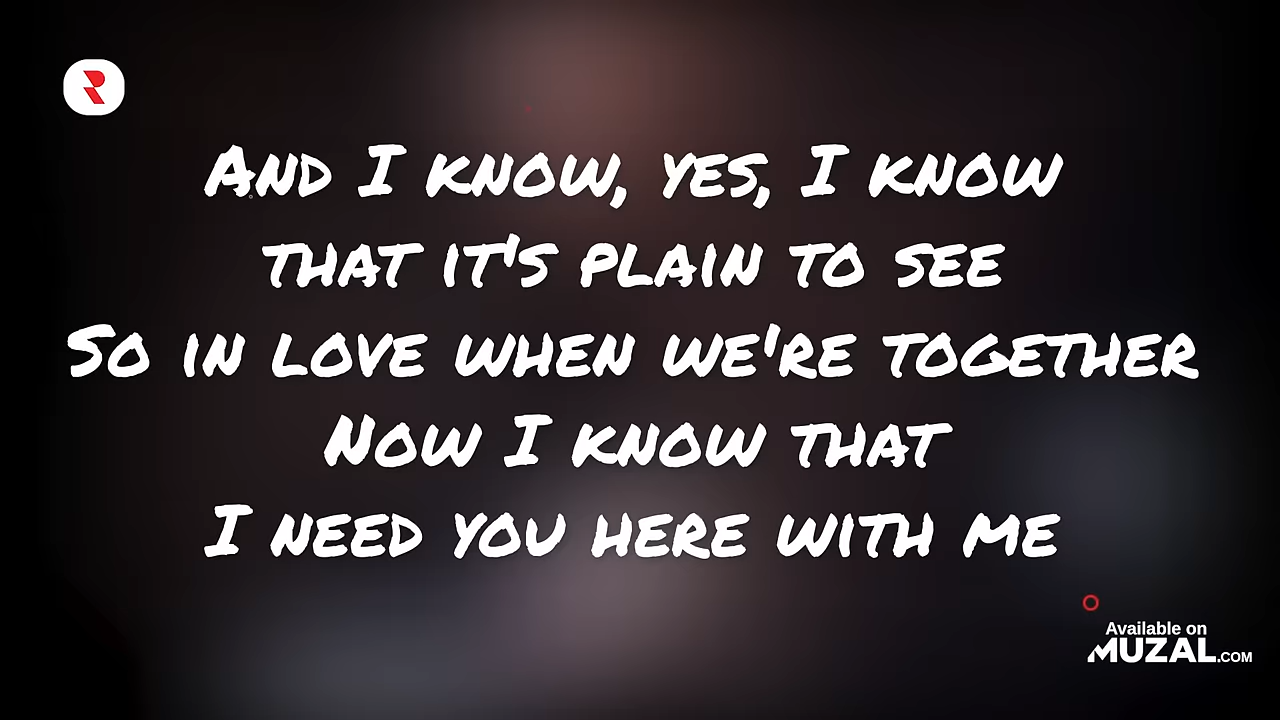 And I know, yes, I know
that it's plain to see
So in love when we're together
Now I know that
I need you here with me
Available on
MUZAL.COM